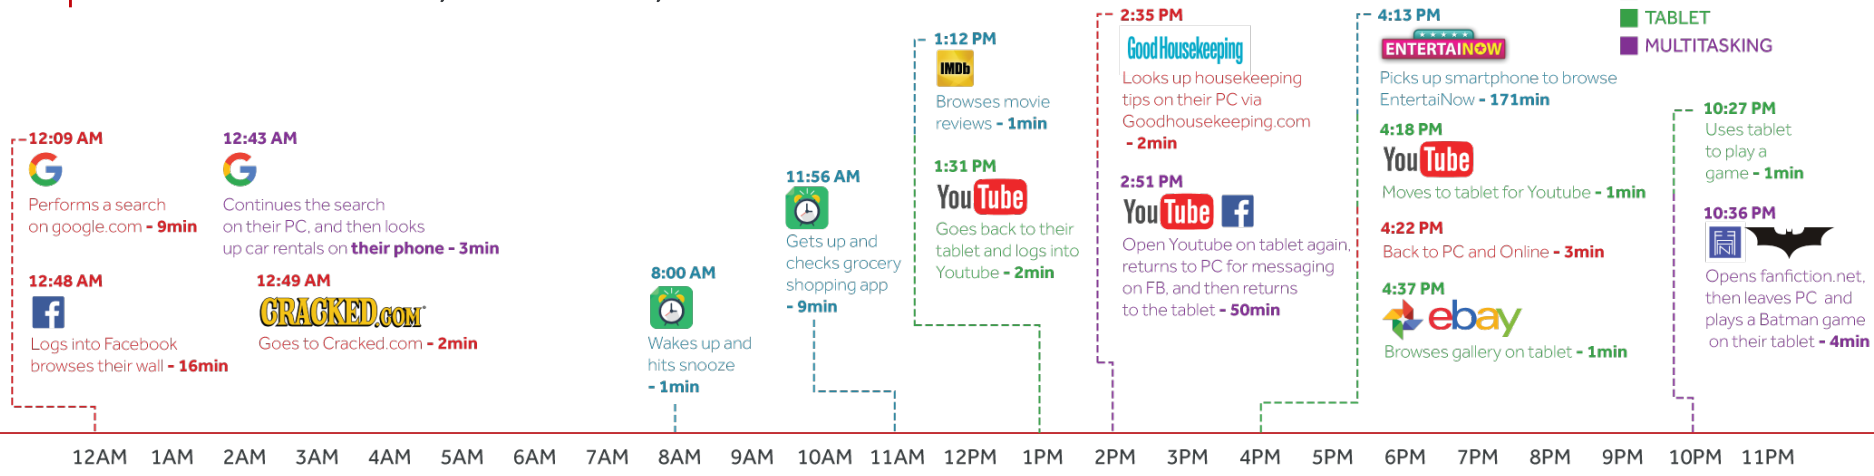 TABLET
MULTITASKING
12:09 AM
Performs a search
on google.com - 9min
12:48 AM
Logs into Facebook
browses their wall - 16min
12:43 AM
Continues the search
on their PC, and then looks
up car rentals on their phone - 3min
12:49 AM
CRACKED.COM
Goes to Cracked.com - 2min
8:00 AM
Wakes up and
hits snooze
- 1min
11:56 AM
Gets up and
checks grocery
shopping app
- 9min
1:12 PM
IMDb
Browses movie
reviews - 1min
1:31 PM
YouTube
Goes back to their
tablet and logs into
Youtube - 2min
2:35 PM
Good Housekeeping
Looks up housekeeping
tips on their PC via
Goodhousekeeping.com
- 2min
2:51 PM
YouTube
Open Youtube on tablet again,
returns to PC for messaging
on FB, and then returns
to the tablet - 50min
4:13 PM
ENTERTAINOW
Picks up smartphone to browse
EntertaiNow - 171min
4:18 PM
YouTube
Moves to tablet for Youtube - 1min
4:22 PM
Back to PC and Online - 3min
4:37 PM
ebay
Browses gallery on tablet - 1min
10:27 PM
Uses tablet
to play a
game - 1min
10:36 PM
Opens fanfiction.net,
then leaves PC and
plays a Batman game
on their tablet - 4min
12AM 1AM 2AM 3AM 4AM 5AM 6AM 7AM 8AM 9AM 10AM 11AM 12PM 1PM 2PM 3PM 4PM 5PM 6PM 7PM 8PM 9PM 10PM 11PM